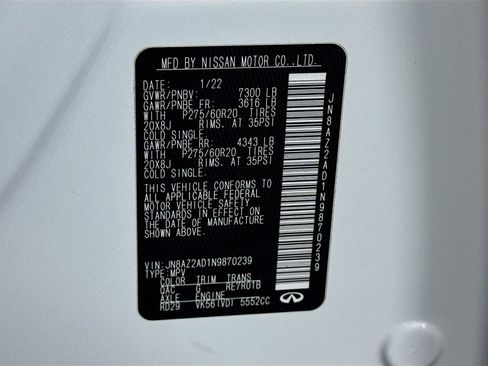 MFD BY NISSAN MOTOR CO.,LTD.
DATE: 1/22
GVWR/PNBV: 7300 LB
GAWR/PNBE FR: 3616 LB
WITH P275/60R20 TIRES
20X8J RIMS. AT 35PSI
COLD SINGLE.
GAWR/PNBE RR: 4343 LB
WITH P275/60R20 TIRES
20X8J RIMS. AT 35PSI
COLD SINGLE.
THIS VEHICLE CONFORMS TO
ALL APPLICABLE FEDERAL
MOTOR VEHICLE SAFETY
STANDARDS IN EFFECT ON
THE DATE OF MANUFACTURE
SHOWN ABOVE.
VIN: JN8AZ2AD1N9870239
TYPE: MPV
COLOR TRIM TRANS
QAC G RE7R01B
AXLE ENGINE
RD29 VK56(VD) 5552CC
JN8AZ2AD1N9870239
INFINITI